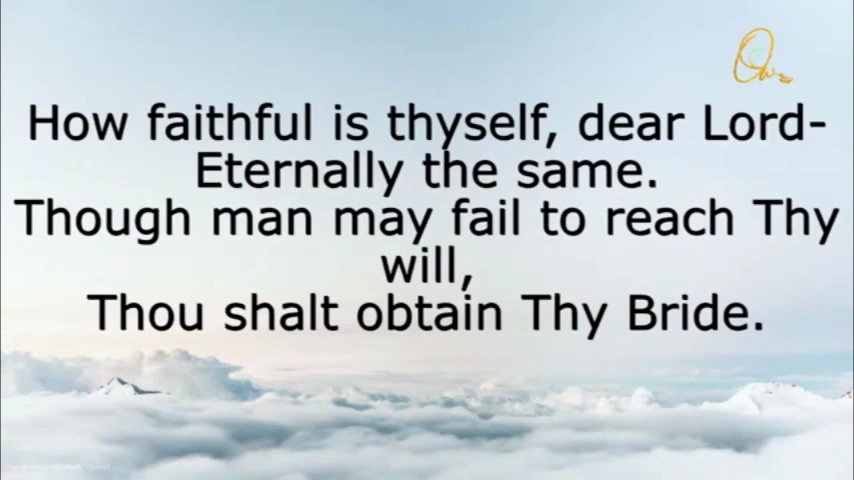 How faithful is thyself, dear Lord-
Eternally the same.
Though man may fail to reach Thy
will,
Thou shalt obtain Thy Bride.